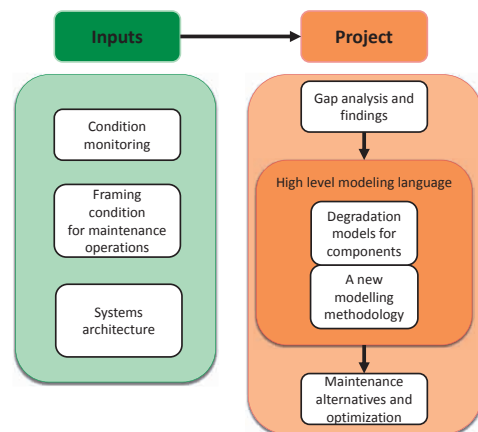 Inputs
Project
Condition
monitoring
Framing
condition
for maintenance
operations
Systems
architecture
Gap analysis and
findings
High level modeling language
Degradation
models for
components
A new
modelling
methodology
Maintenance
alternatives and
optimization